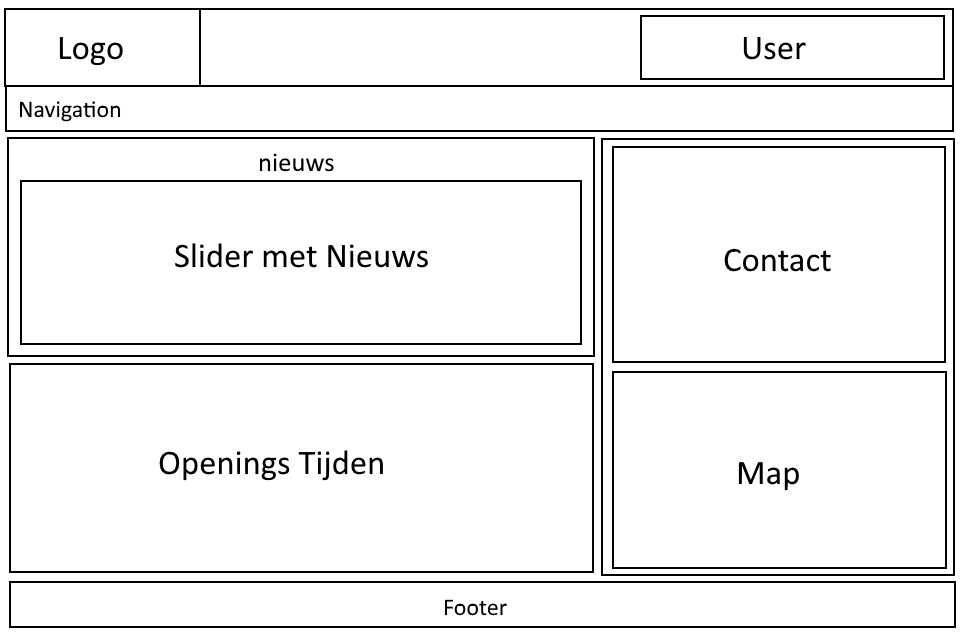 Logo
User
Navigation
nieuws
Slider met Nieuws
Contact
Openings Tijden
Map
Footer